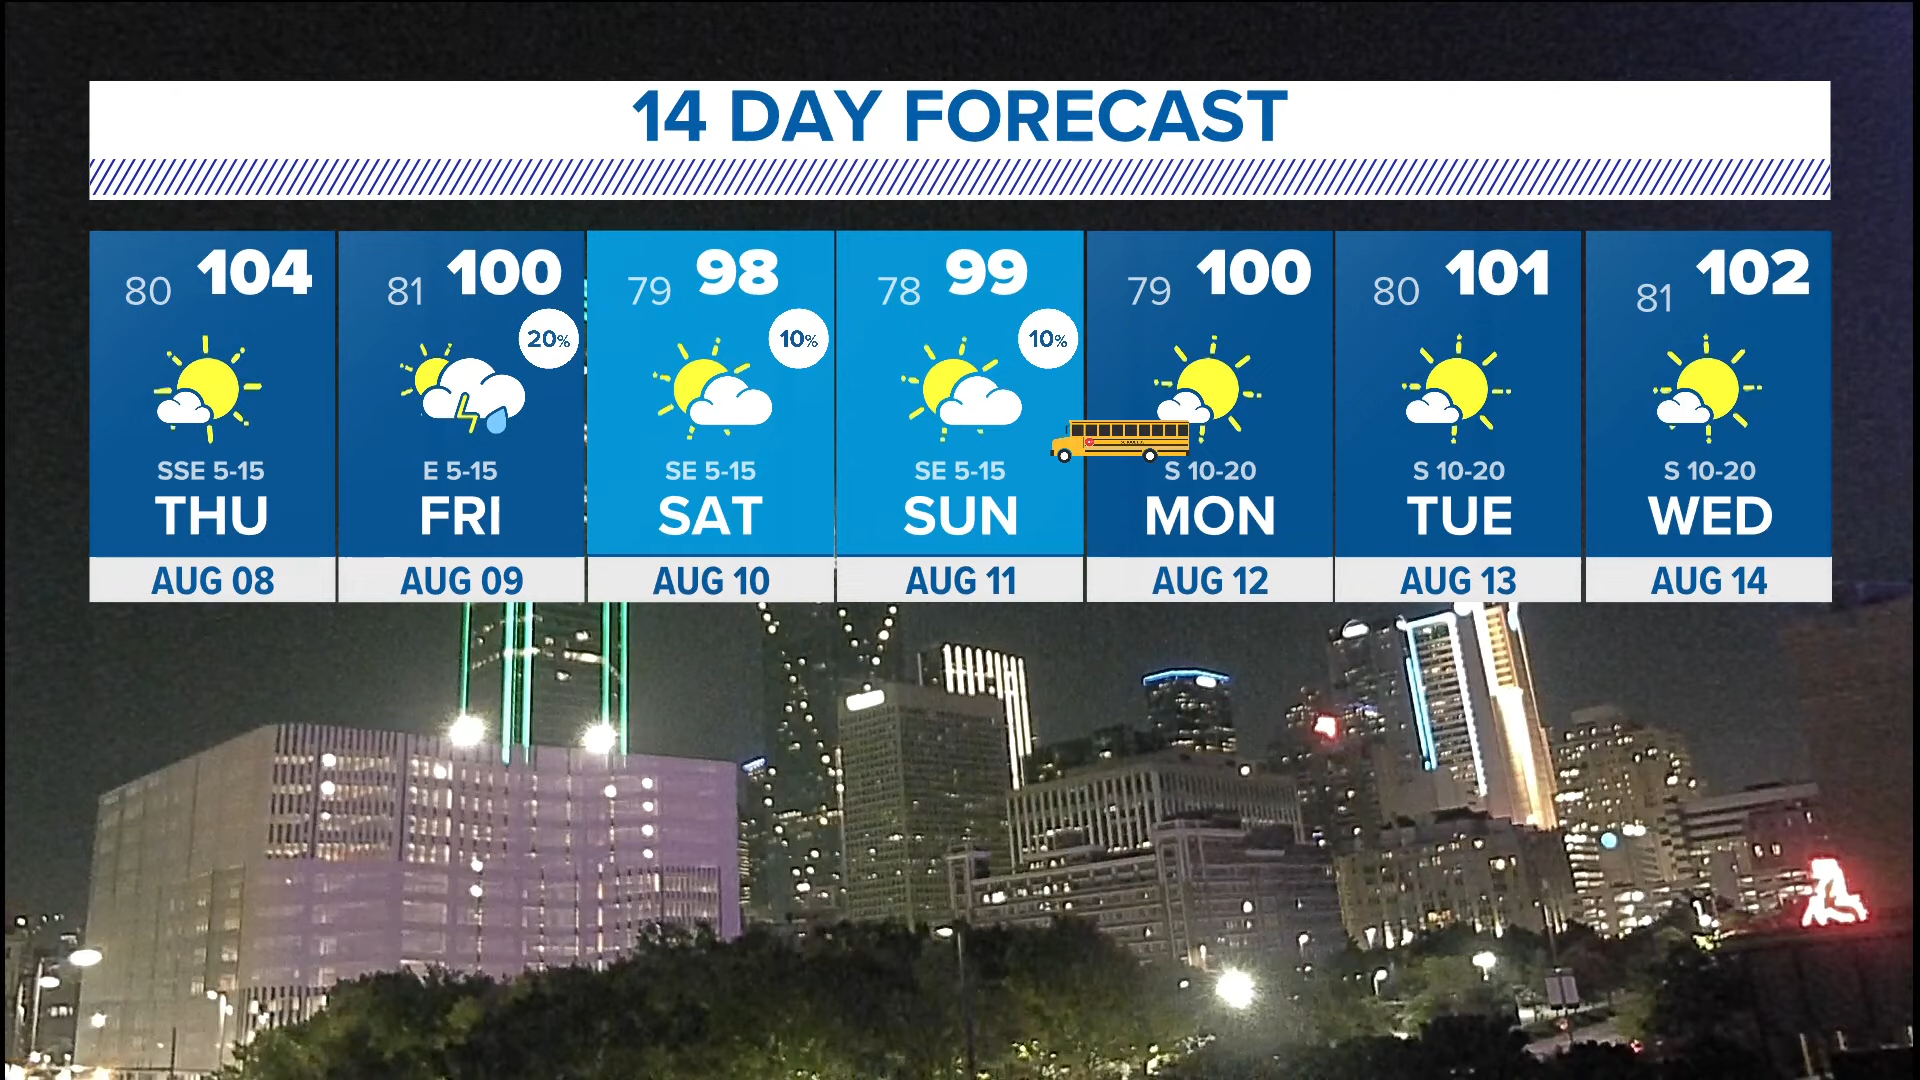 14 DAY FORECAST
80 104
81 100
79 98
78 99
79 100
80 101
81 102
20%
10%
10%
SSE 5-15
E 5-15
SE 5-15
SE 5-15
S 10-20
S 10-20
S 10-20
THU
FRI
SAT
SUN
MON
TUE
WED
AUG 08
AUG 09
AUG 10
AUG 11
AUG 12
AUG 13
AUG 14